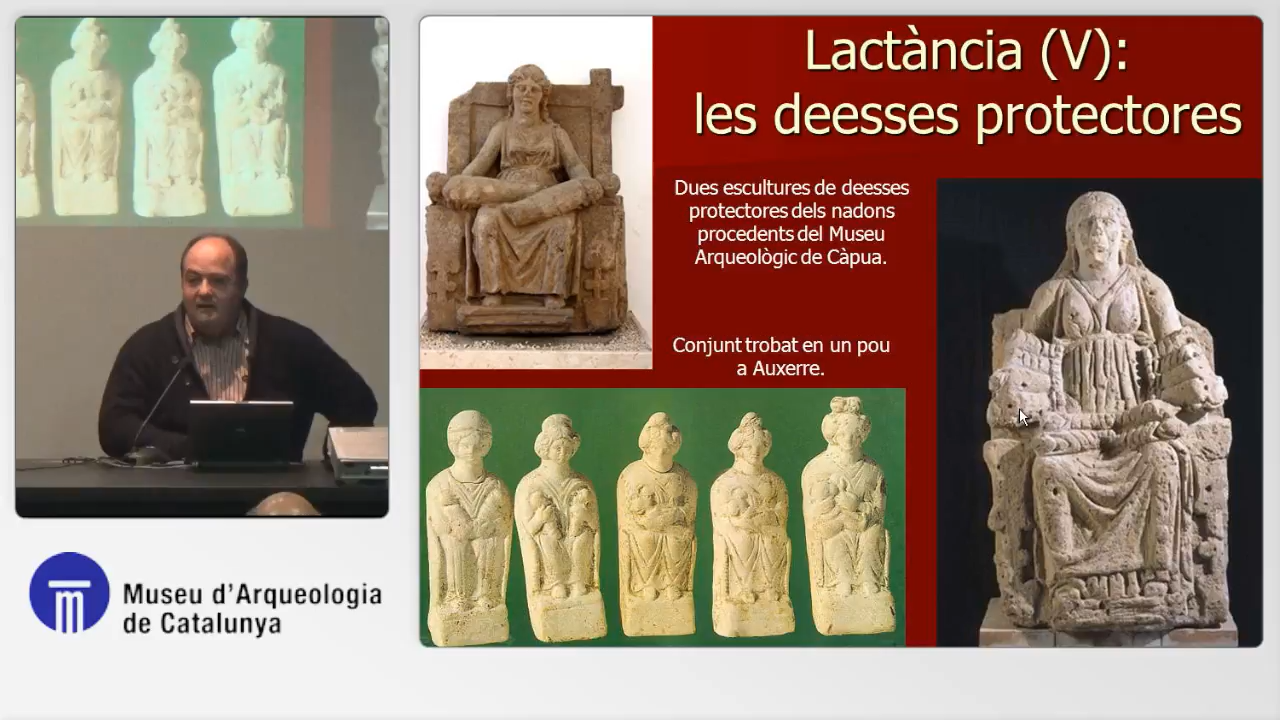 Lactància (V):
les deesses protectores
Dues escultures de deesses
protectores dels nadons
procedents del Museu
Arqueològic de Càpua.
Conjunt trobat en un pou
a Auxerre.
Museu d'Arqueologia
de Catalunya